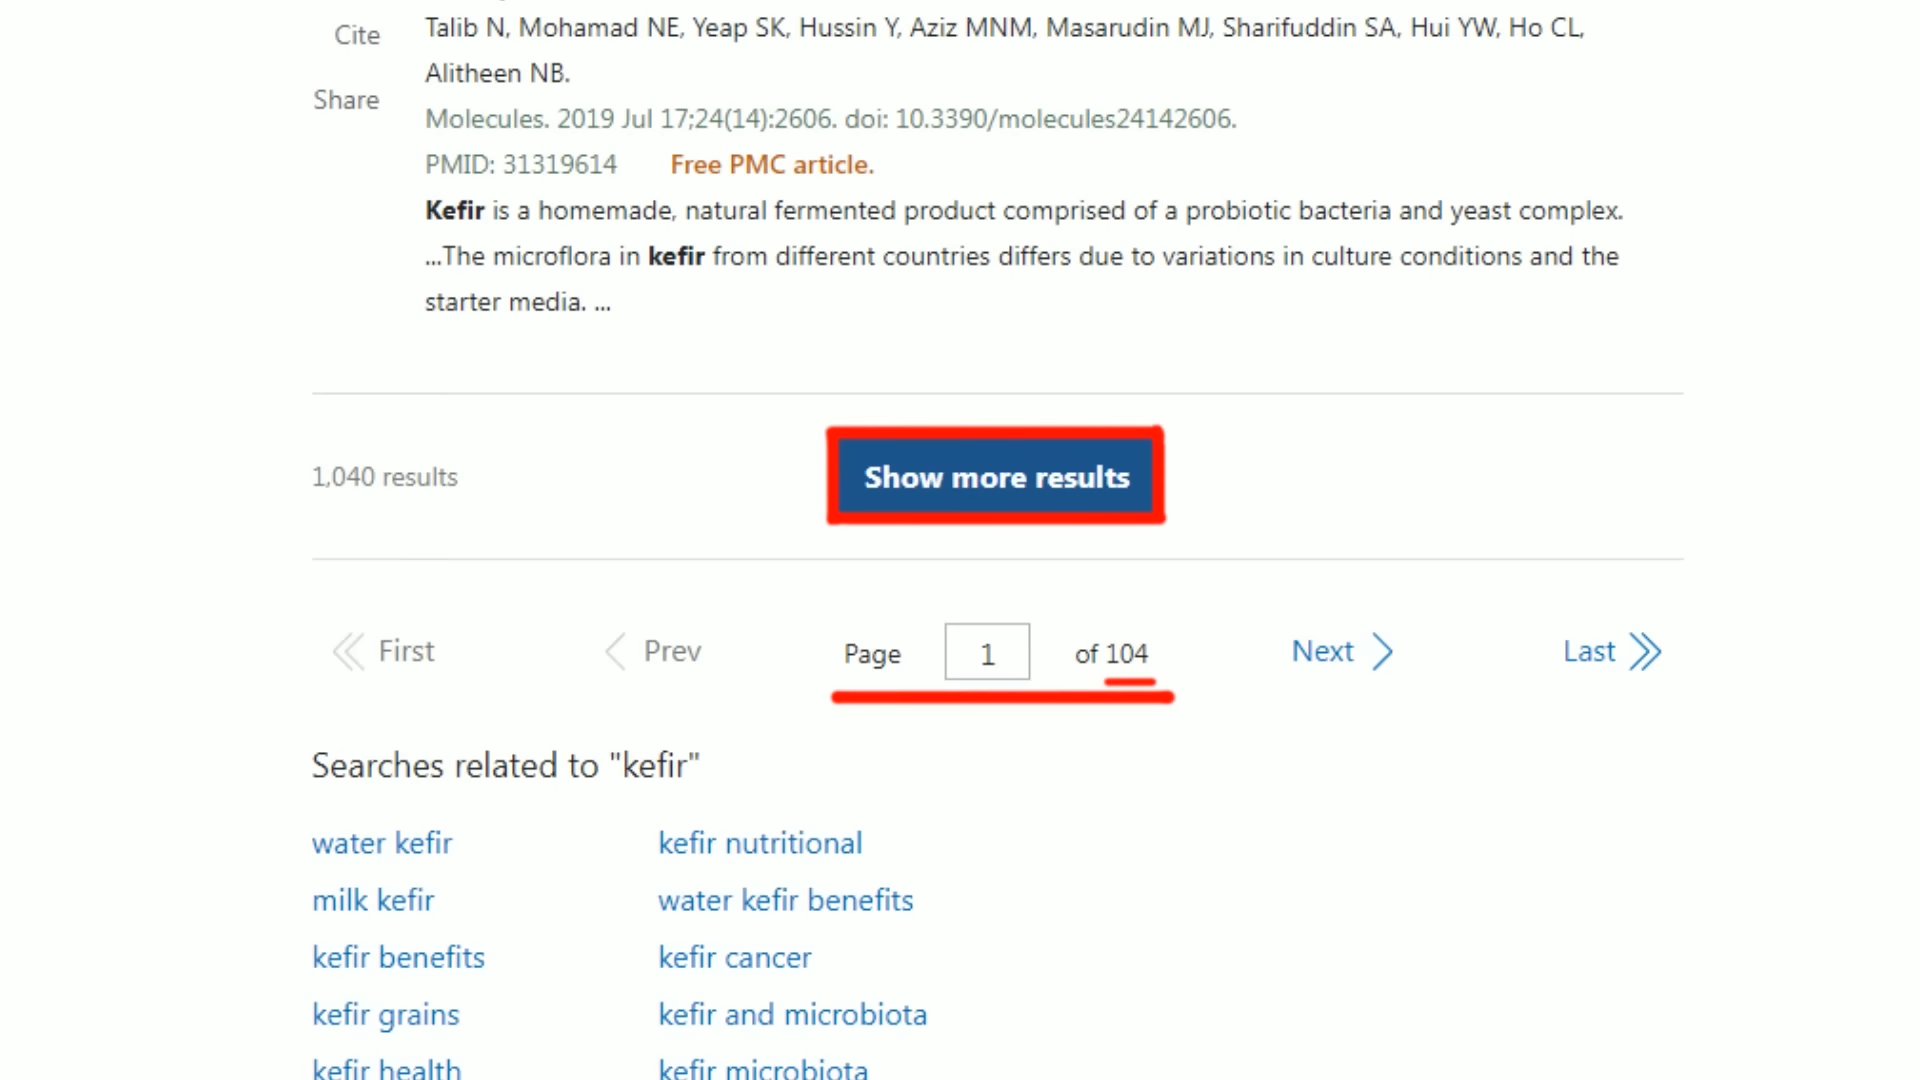 Cite
Share
Talib N, Mohamad NE, Yeap SK, Hussin Y, Aziz MNM, Masarudin MJ, Sharifuddin SA, Hui YW, Ho CL,
Alitheen NB.
Molecules. 2019 Jul 17;24(14):2606. doi: 10.3390/molecules24142606.
PMID: 31319614 Free PMC article.
Kefir is a homemade, natural fermented product comprised of a probiotic bacteria and yeast complex.
...The microflora in kefir from different countries differs due to variations in culture conditions and the
starter media. ...
1,040 results
Show more results
First Prev Page 1 of 104 Next Last
Searches related to "kefir"
water kefir
milk kefir
kefir benefits
kefir grains
kefir health
kefir nutritional
water kefir benefits
kefir cancer
kefir and microbiota
kefir microbiota